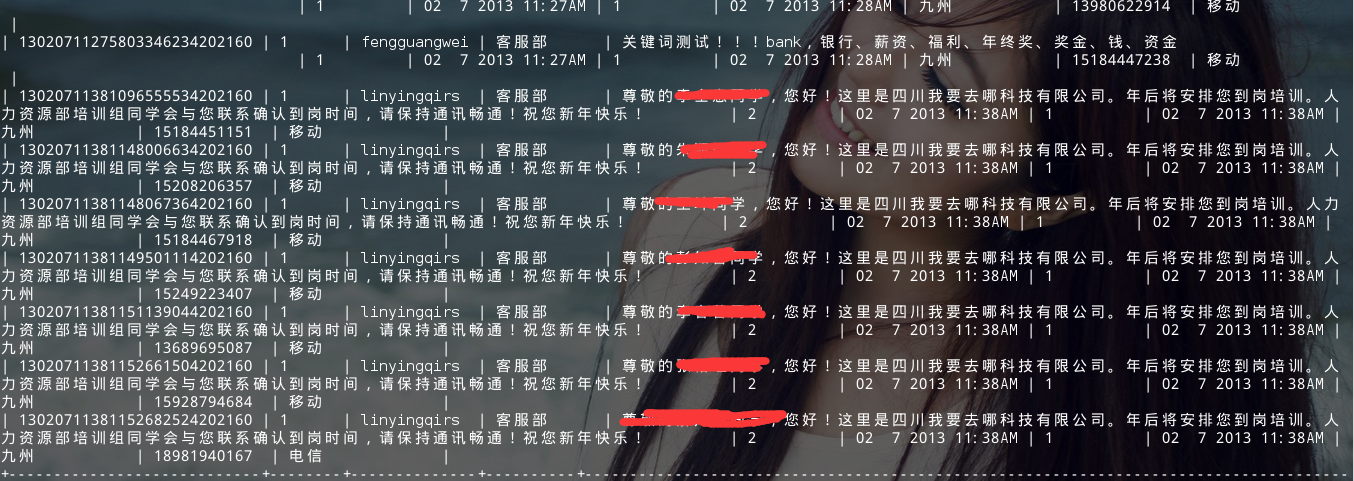 | 1 | 02 7 2013 11:27AM | 1 | 02 7 2013 11:28AM | 九州 | 13980622914 | 移动
|
| 13020711275803346234202160 | 1 | fengguangwei | 客服部 | 关键词测试！！！bank，银行、薪资、福利、年终奖、奖金、钱、资金
| 1 | 02 7 2013 11:27AM | 1 | 02 7 2013 11:28AM | 九州 | 15184447238 | 移动
|
| 13020711381096555534202160 | 1 | linyingqirs | 客服部 | 尊敬的，您好！这里是四川我要去哪科技有限公司。年后将安排您到岗培训。人
力资源部培训组同学会与您联系确认到岗时间，请保持通讯畅通！祝您新年快乐！ | 2 | 02 7 2013 11:38AM | 1 | 02 7 2013 11:38AM |
九州 | 15184451151 | 移动 |
| 13020711381148006634202160 | 1 | linyingqirs | 客服部 | 尊敬的，您好！这里是四川我要去哪科技有限公司。年后将安排您到岗培训。人
力资源部培训组同学会与您联系确认到岗时间，请保持通讯畅通！祝您新年快乐！ | 2 | 02 7 2013 11:38AM | 1 | 02 7 2013 11:38AM |
九州 | 15208206357 | 移动 |
| 13020711381148067364202160 | 1 | linyingqirs | 客服部 | 尊敬的同学，您好！这里是四川我要去哪科技有限公司。年后将安排您到岗培训。人力
资源部培训组同学会与您联系确认到岗时间，请保持通讯畅通！祝您新年快乐！ | 2 | 02 7 2013 11:38AM | 1 | 02 7 2013 11:38AM |
九州 | 15184467918 | 移动 |
| 13020711381149501114202160 | 1 | linyingqirs | 客服部 | 尊敬的同学，您好！这里是四川我要去哪科技有限公司。年后将安排您到岗培训。人
力资源部培训组同学会与您联系确认到岗时间，请保持通讯畅通！祝您新年快乐！ | 2 | 02 7 2013 11:38AM | 1 | 02 7 2013 11:38AM |
九州 | 15249223407 | 移动 |
| 13020711381151139044202160 | 1 | linyingqirs | 客服部 | 尊敬的，您好！这里是四川我要去哪科技有限公司。年后将安排您到岗培训。人
力资源部培训组同学会与您联系确认到岗时间，请保持通讯畅通！祝您新年快乐！ | 2 | 02 7 2013 11:38AM | 1 | 02 7 2013 11:38AM |
九州 | 13689695087 | 移动 |
| 13020711381152661504202160 | 1 | linyingqirs | 客服部 | 尊敬的，您好！这里是四川我要去哪科技有限公司。年后将安排您到岗培训。人
力资源部培训组同学会与您联系确认到岗时间，请保持通讯畅通！祝您新年快乐！ | 2 | 02 7 2013 11:38AM | 1 | 02 7 2013 11:38AM |
九州 | 15928794684 | 移动 |
| 13020711381152682524202160 | 1 | linyingqirs | 客服部 | 尊，您好！这里是四川我要去哪科技有限公司。年后将安排您到岗培训。人
力资源部培训组同学会与您联系确认到岗时间，请保持通讯畅通！祝您新年快乐！ | 2 | 02 7 2013 11:38AM | 1 | 02 7 2013 11:38AM |
九州 | 18981940167 | 电信 |